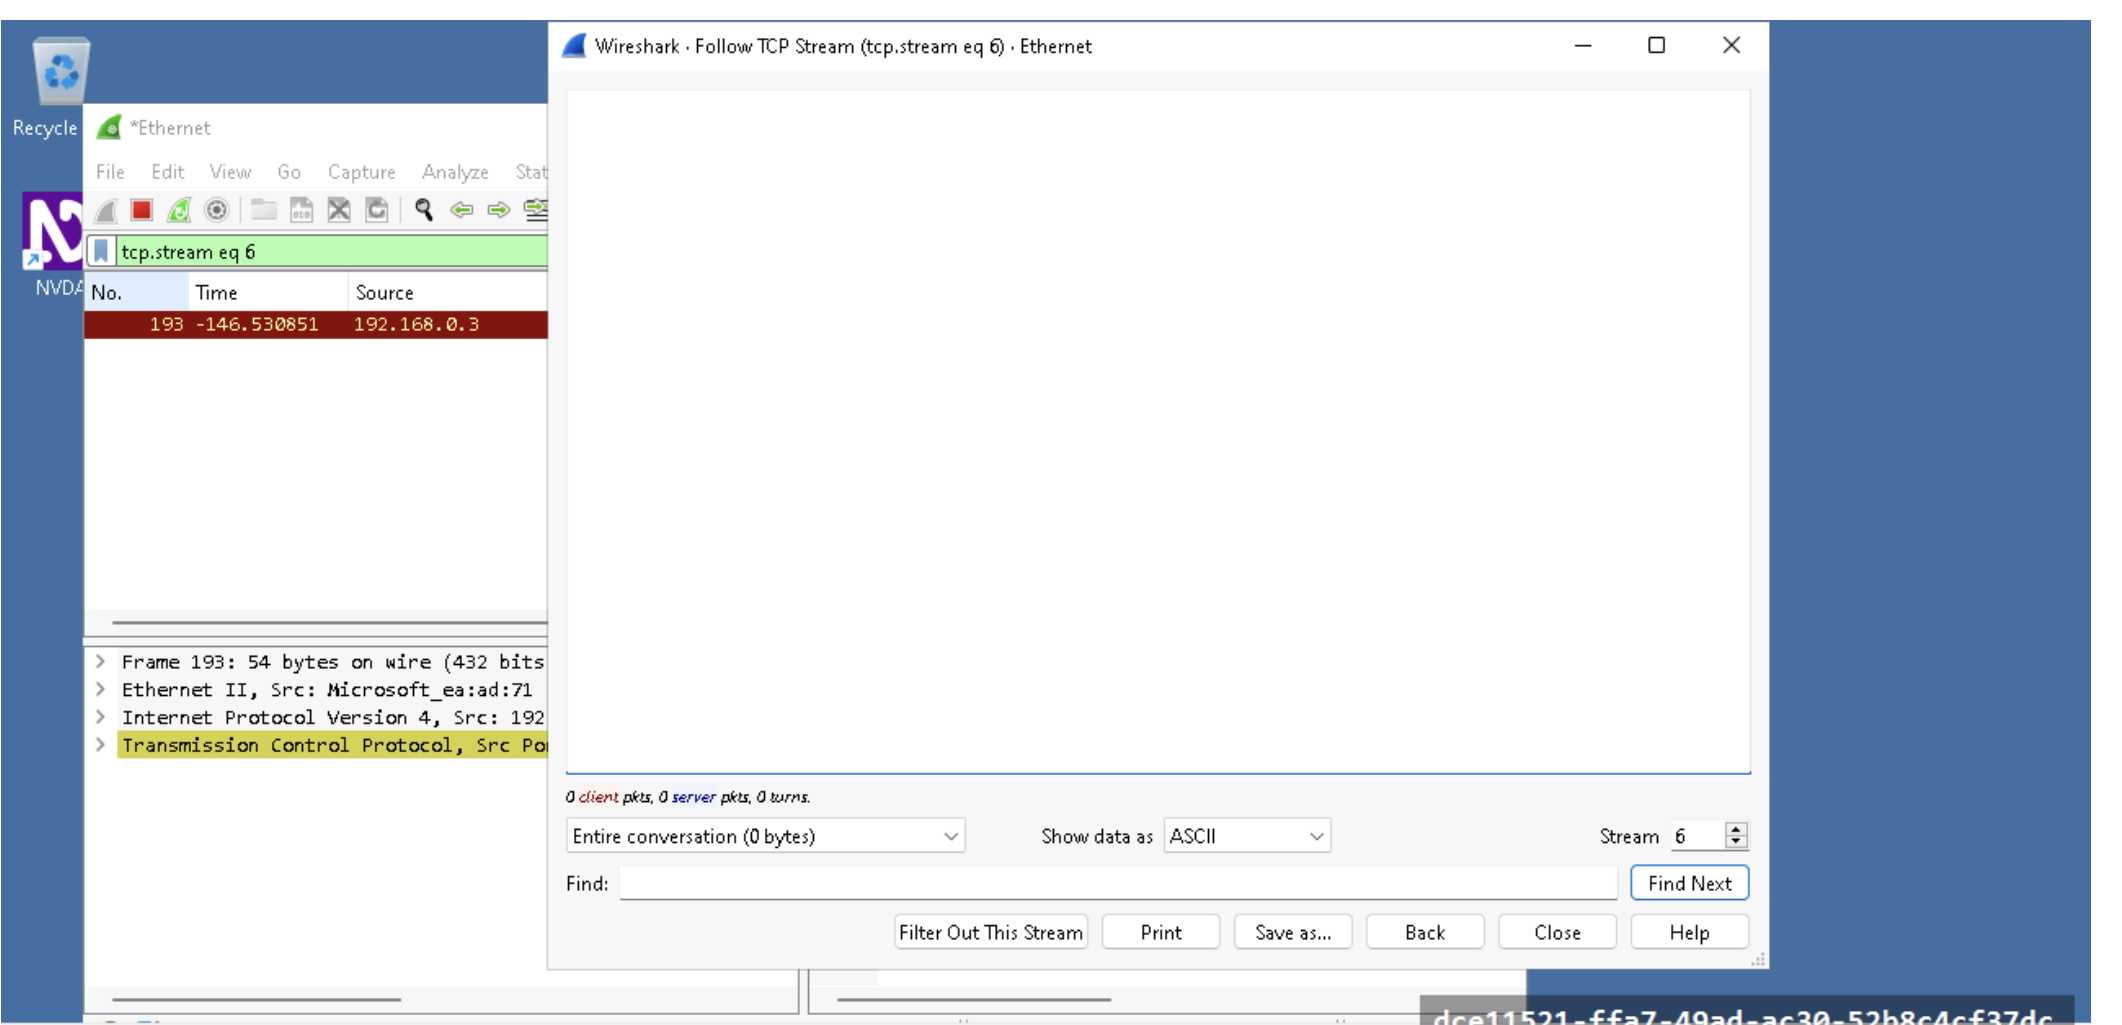 Wireshark · Follow TCP Stream (tcp.stream eq 6) · Ethernet
Recycle
*Ethernet
File Edit View Go Capture Analyze Stat
tcp.stream eq 6
NVDA
No. Time Source
193 -146.530851 192.168.0.3
Frame 193: 54 bytes on wire (432 bits
Ethernet II, Src: Microsoft_ea:ad:71
Internet Protocol Version 4, Src: 192
Transmission Control Protocol, Src Por
0 client pkts, 0 server pkts, 0 turns.
Entire conversation (0 bytes) Show data as ASCII Stream 6
Find: Find Next
Filter Out This Stream Print Save as... Back Close Help
dce11521-ffa7-49ad-ac30-52b8c4cf37dc